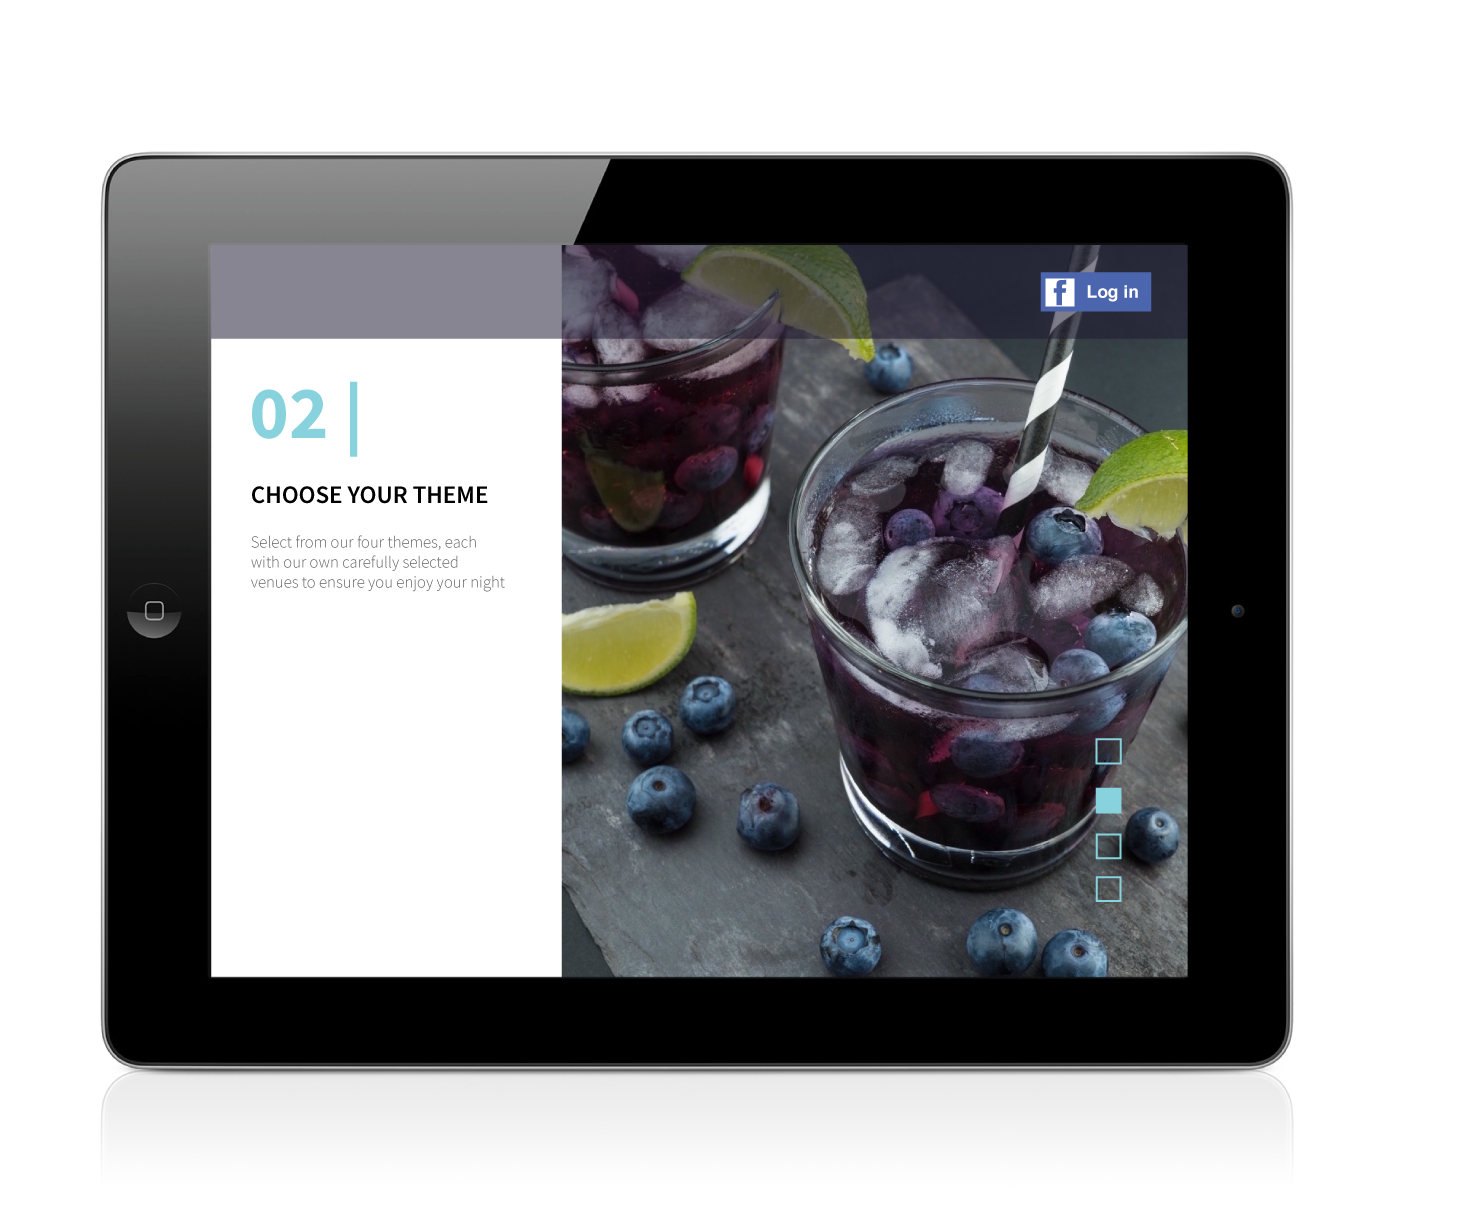 f Log in
02 |
CHOOSE YOUR THEME
Select from our four themes, each
with our own carefully selected
venues to ensure you enjoy your night